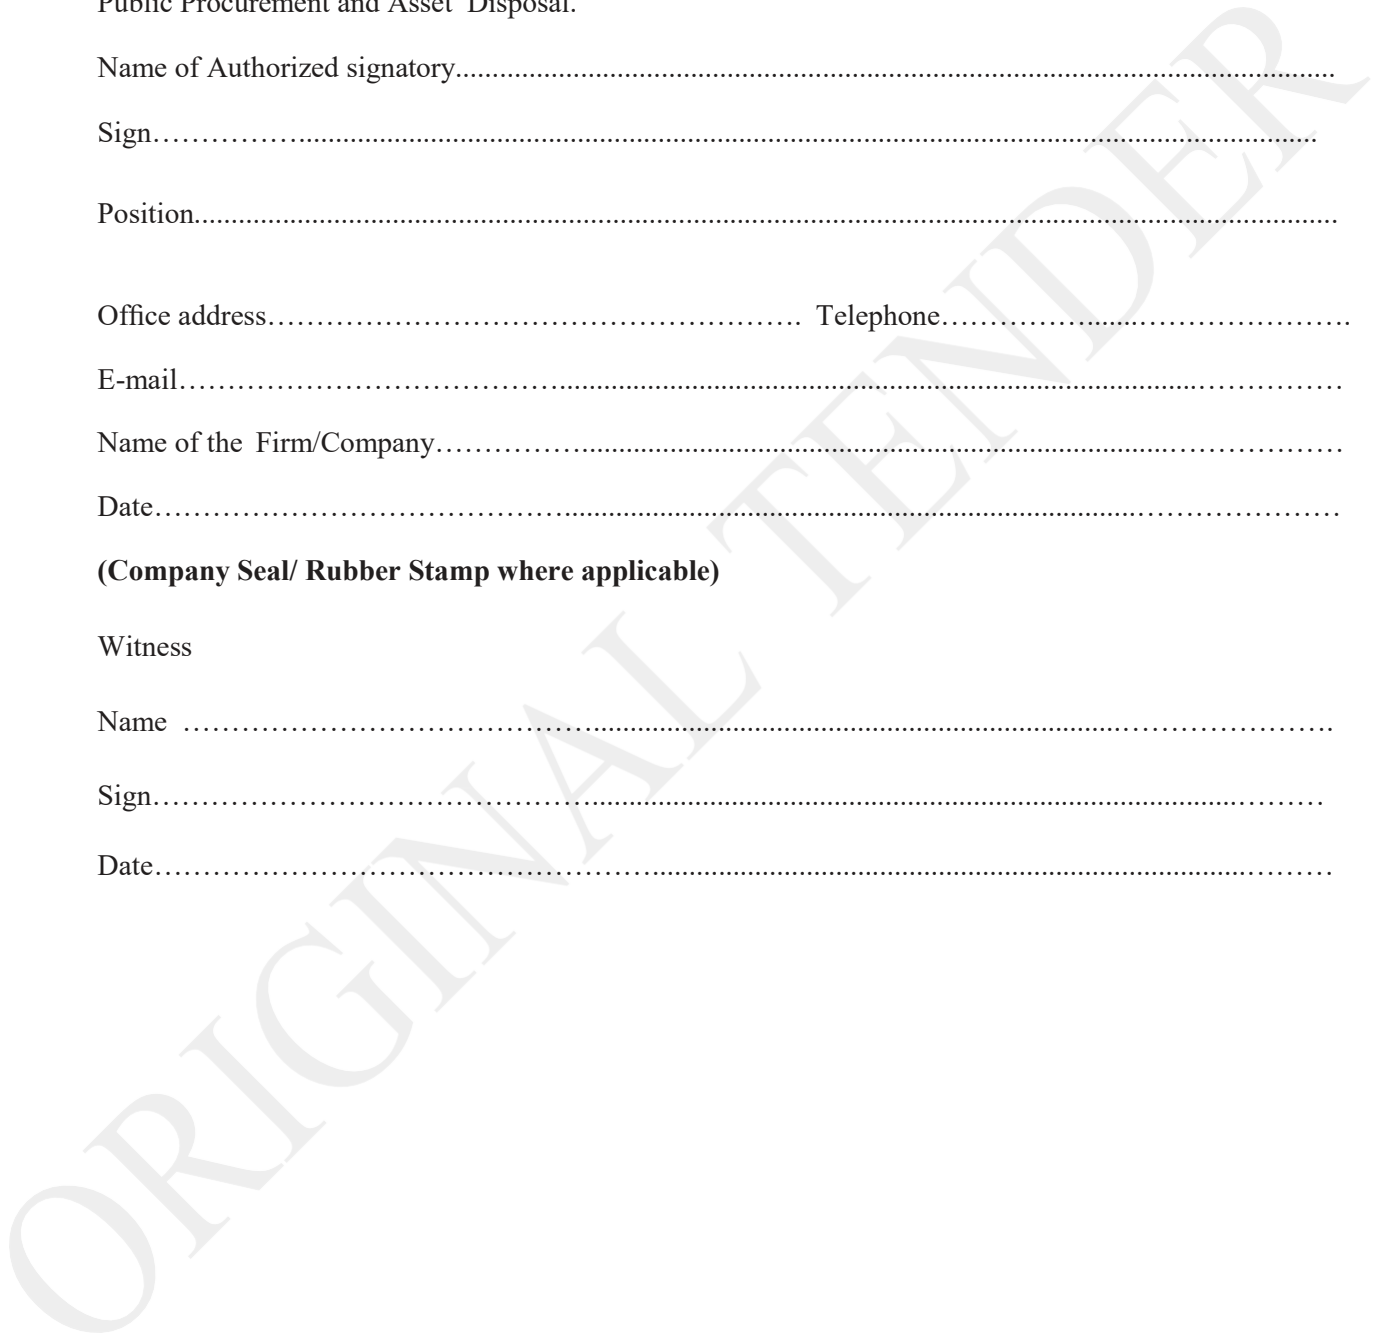 Public Procurement and Asset Disposal.
Name of Authorized signatory..........................................................................................................................
Sign……………............................................................................................................................................
Position..............................................................................................................................................................
Office address………………………………………………. Telephone…………….......………………….
E-mail…………………………………........................................................................................……………
Name of the Firm/Company……………..................................................................................………………
Date……………………………………..............................................................................…………………
(Company Seal/ Rubber Stamp where applicable)
Witness
Name ……………………………………........................................................................………………….
Sign………………………………………........................................................................................………
Date……………………………………………..................................................................................………
ORIGINAL TENDER